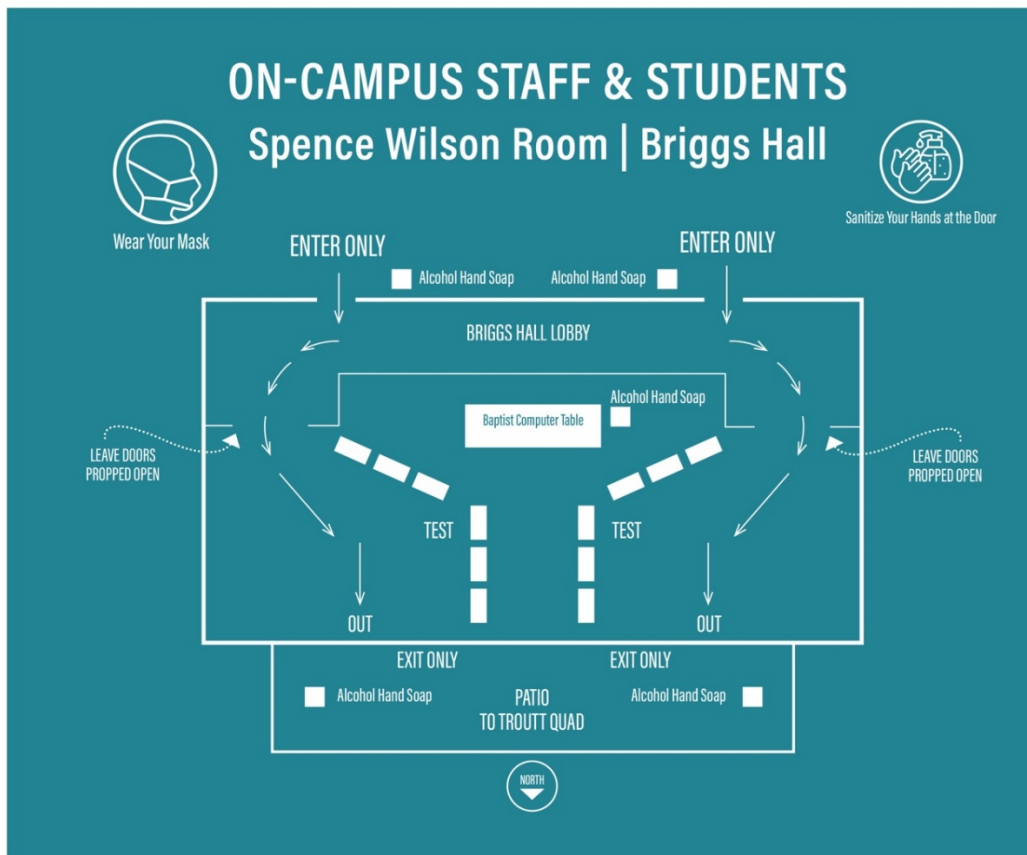 ON-CAMPUS STAFF & STUDENTS
Spence Wilson Room | Briggs Hall
Wear Your Mask
Sanitize Your Hands at the Door
ENTER ONLY
ENTER ONLY
Alcohol Hand Soap
Alcohol Hand Soap
BRIGGS HALL LOBBY
Alcohol Hand Soap
Baptist Computer Table
LEAVE DOORS
PROPPED OPEN
LEAVE DOORS
PROPPED OPEN
TEST
TEST
OUT
OUT
EXIT ONLY
EXIT ONLY
Alcohol Hand Soap
Alcohol Hand Soap
PATIO
TO TROUTT QUAD
NORTH